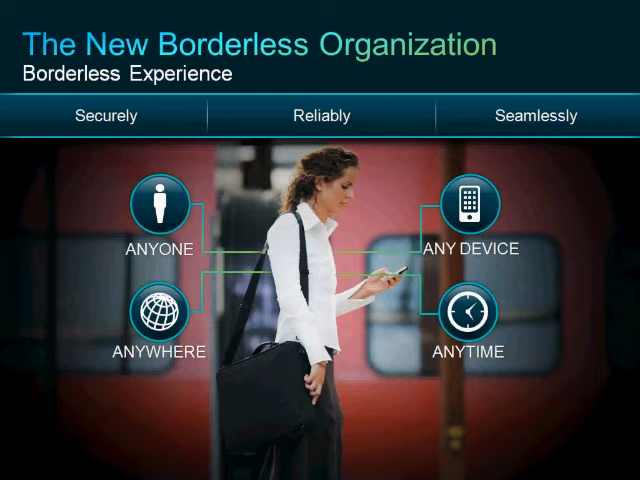 The New Borderless Organization
Borderless Experience
Securely
Reliably
Seamlessly
ANYONE
ANY DEVICE
ANYWHERE
ANYTIME